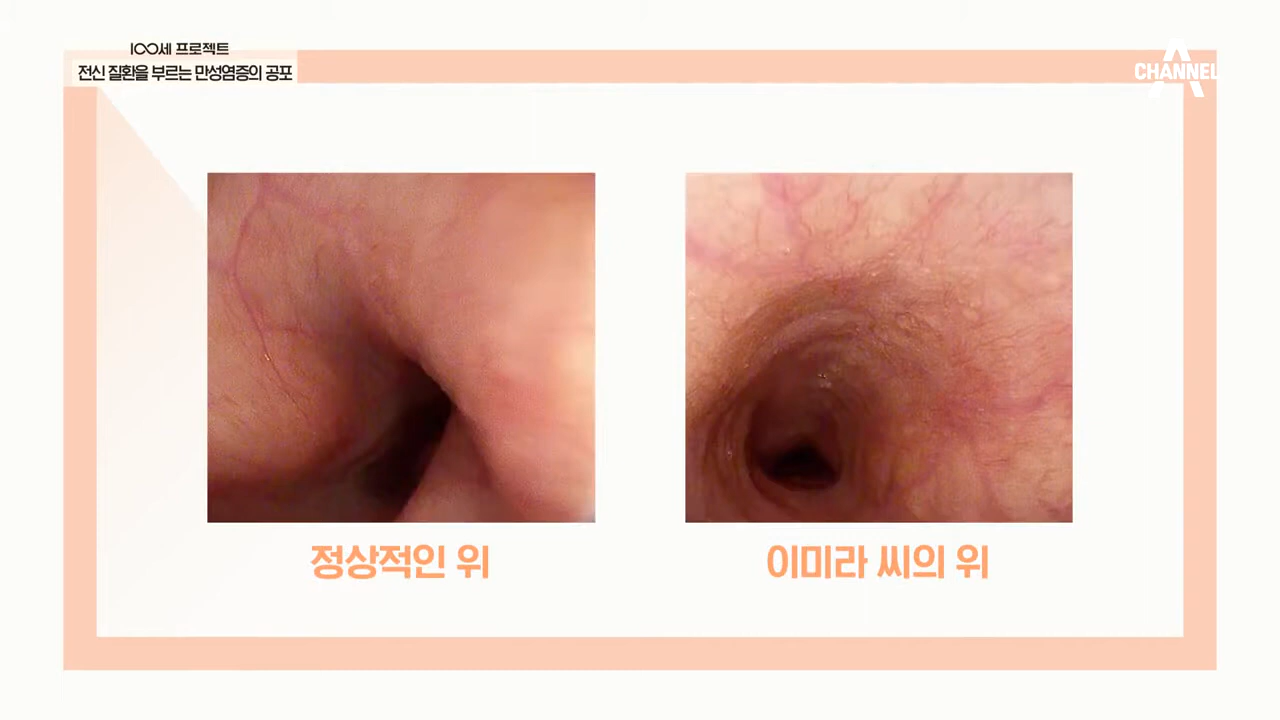 100세 프로젝트
전신 질환을 부르는 만성염증의 공포
CHANNEL A
정상적인 위
이미라 씨의 위